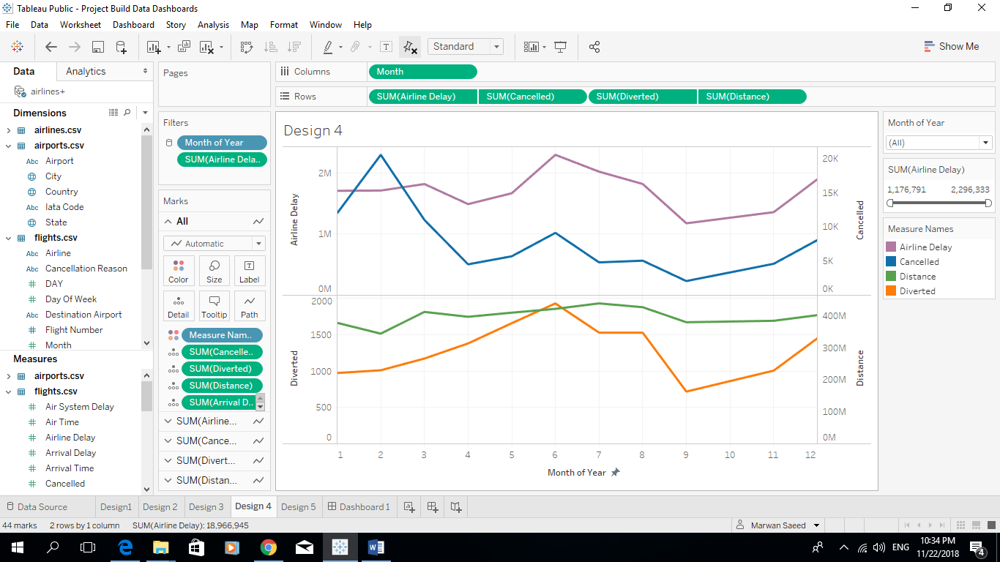 Tableau Public - Project Build Data Dashboards
File Data Worksheet Dashboard Story Analysis Map Format Window Help
Standard
Show Me
Data Analytics
airlines+
Dimensions
airlines.csv
airports.csv
Abc Airport
City
Country
Abc Iata Code
State
flights.csv
Abc Airline
Abc Cancellation Reason
DAY
Day Of Week
Abc Destination Airport
Flight Number
Month
Measures
airports.csv
flights.csv
Air System Delay
Air Time
Airline Delay
Arrival Delay
Arrival Time
Cancelled
Pages
Filters
Month of Year
SUM(Airline Dela..
Marks
All
Automatic
Color Size Label
Detail Tooltip Path
Measure Nam..
SUM(Cancelle..
SUM(Diverted)
SUM(Distance)
SUM(Arrival D..
SUM(Airline...
SUM(Cance...
SUM(Divert...
SUM(Distan...
Columns Month
Rows SUM(Airline Delay) SUM(Cancelled) SUM(Diverted) SUM(Distance)
Design 4
Airline Delay
2M
1M
0M
Cancelled
20K
15K
10K
5K
0K
Diverted
2000
1500
1000
500
0
Distance
400M
300M
200M
100M
0M
1 2 3 4 5 6 7 8 9 10 11 12
Month of Year
Month of Year
(All)
SUM(Airline Delay)
1,176,791 2,296,333
Measure Names
Airline Delay
Cancelled
Distance
Diverted
Data Source Design1 Design 2 Design 3 Design 4 Design 5 Dashboard 1
44 marks 2 rows by 1 column SUM(Airline Delay): 18,966,945 Marwan Saeed
ENG
10:34 PM
11/22/2018
4